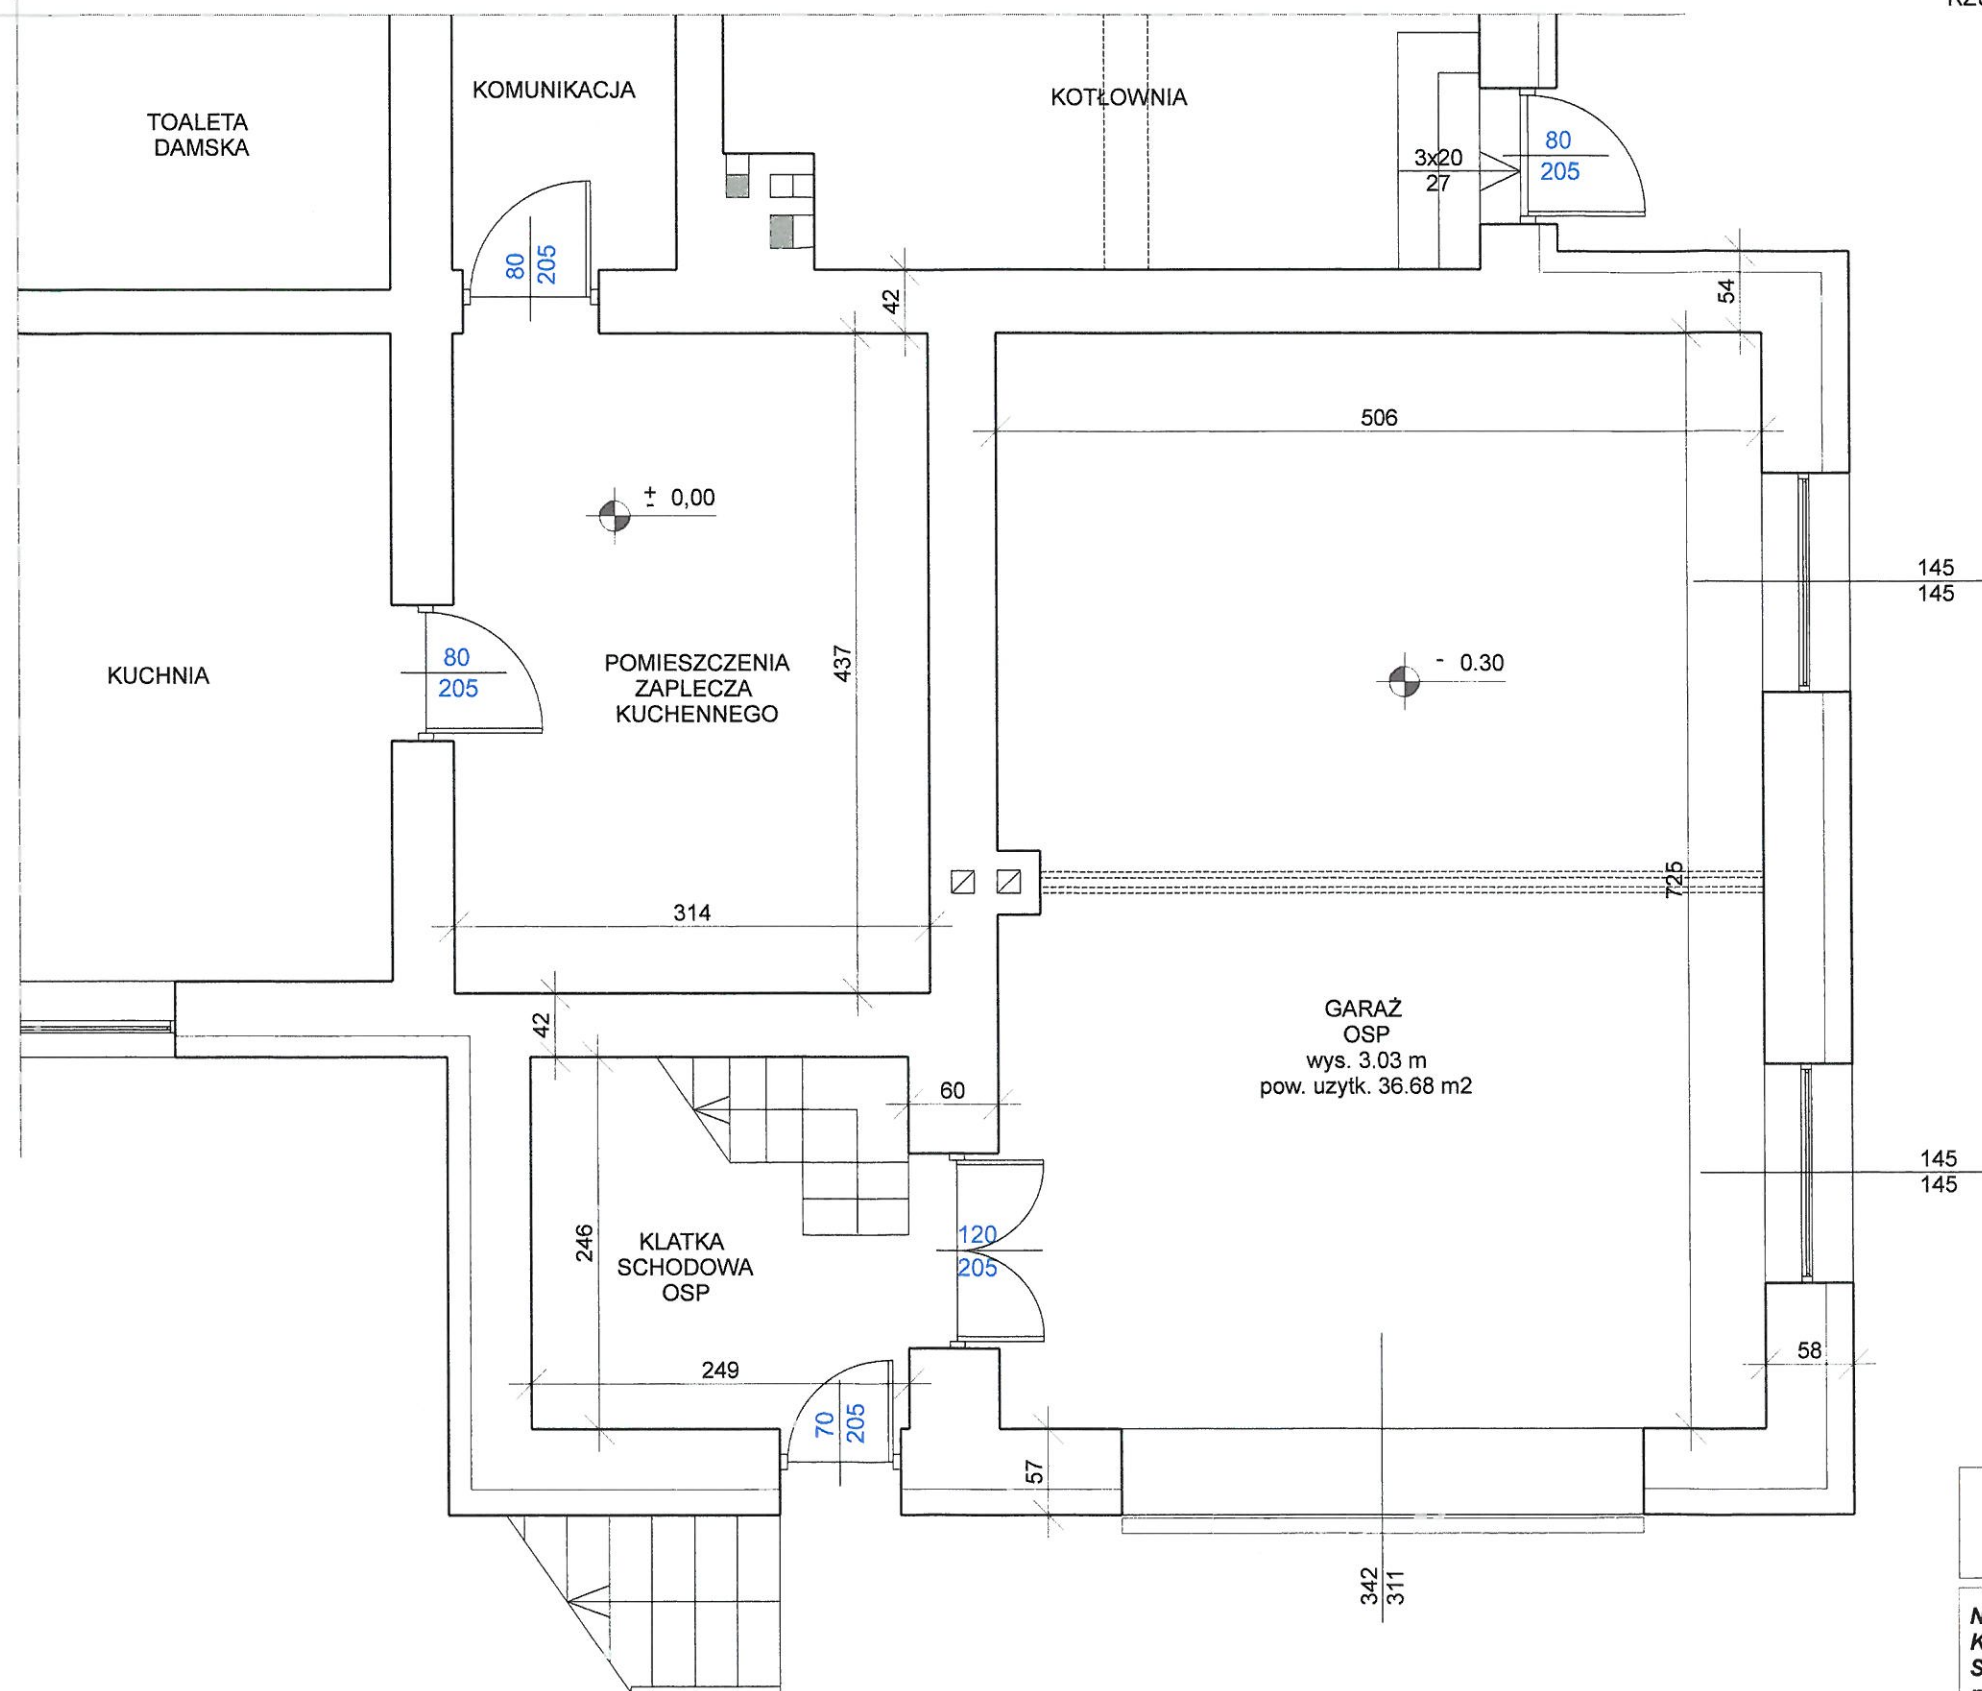 KOMUNIKACJA
KOTŁOWNIA
TOALETA
DAMSKA
80
205
3x20
27
80
205
42
54
506
± 0,00
145
145
KUCHNIA
80
205
POMIESZCZENIA
ZAPLECZA
KUCHENNEGO
437
- 0.30
725
314
42
GARAŻ
OSP
wys. 3.03 m
pow. uzytk. 36.68 m2
60
145
145
246
KLATKA
SCHODOWA
OSP
120
205
249
58
70
205
57
342
311